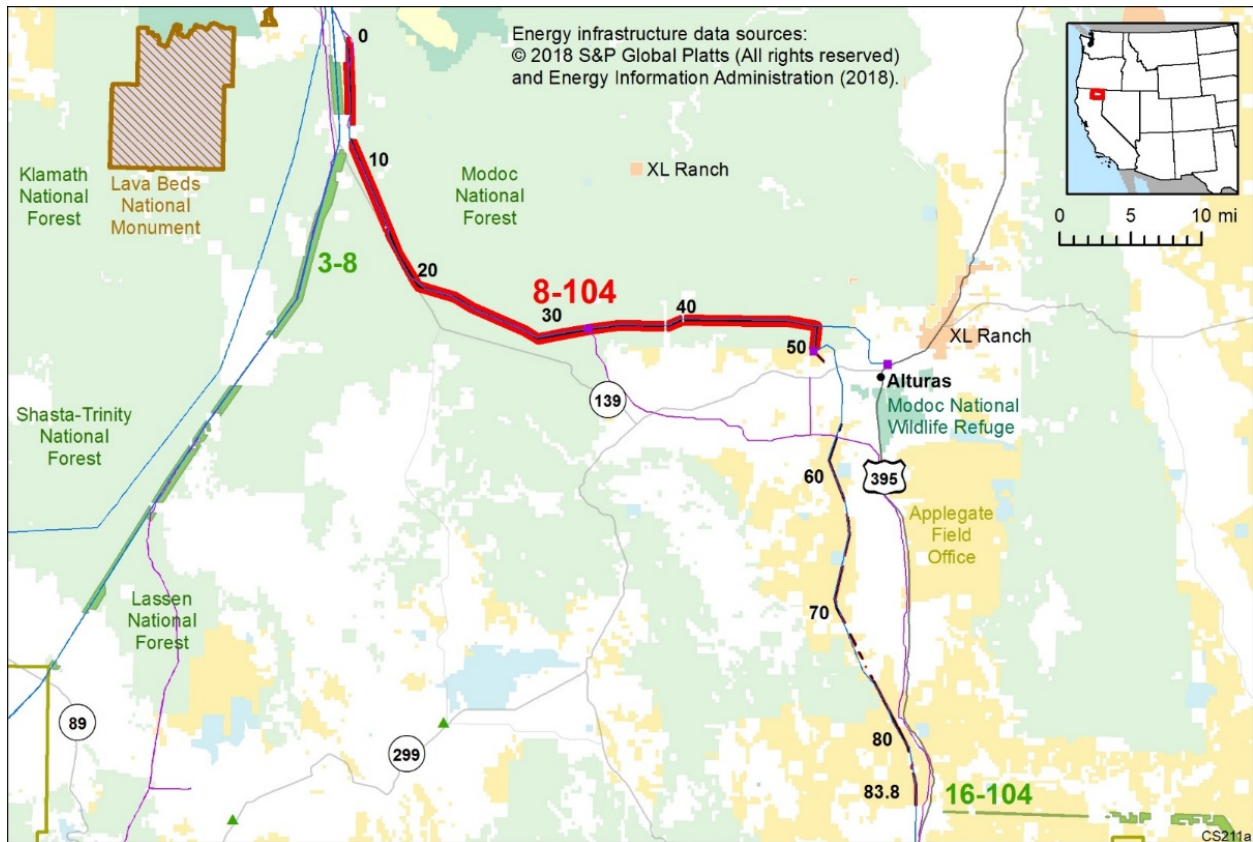 0
Energy infrastructure data sources:
© 2018 S&P Global Platts (All rights reserved)
and Energy Information Administration (2018).
Klamath
National
Forest
Lava Beds
National
Monument
10
Modoc
National
Forest
XL Ranch
0 5 10 mi
3-8
20
8-104
30
40
50
XL Ranch
Alturas
Modoc National
Wildlife Refuge
139
Shasta-Trinity
National
Forest
60
395
Applegate
Field
Office
Lassen
National
Forest
70
89
299
80
83.8
16-104
CS211a